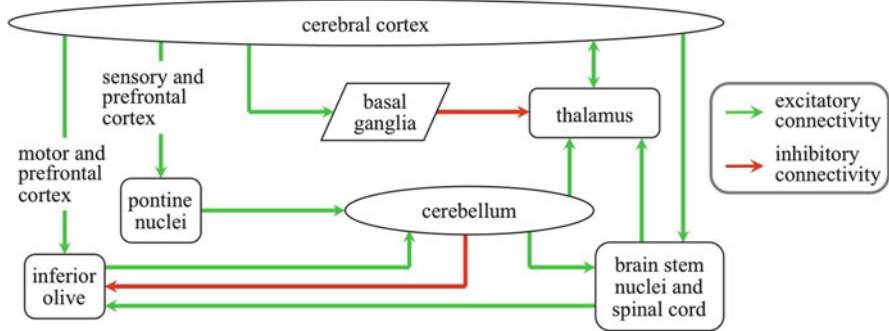 cerebral cortex
sensory and
prefrontal
cortex
basal
ganglia
thalamus
excitatory
connectivity
inhibitory
connectivity
motor and
prefrontal
cortex
pontine
nuclei
cerebellum
inferior
olive
brain stem
nuclei and
spinal cord